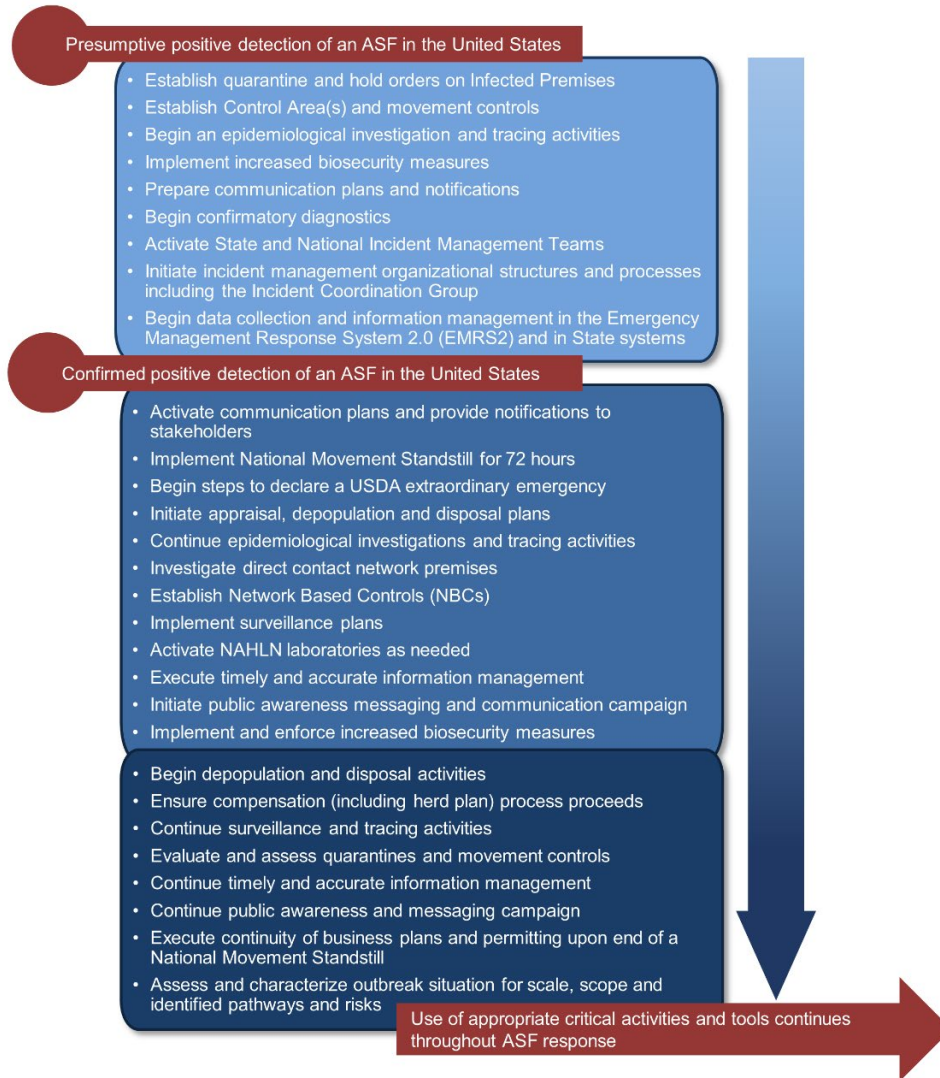 Presumptive positive detection of an ASF in the United States
• Establish quarantine and hold orders on Infected Premises
• Establish Control Area(s) and movement controls
• Begin an epidemiological investigation and tracing activities
• Implement increased biosecurity measures
• Prepare communication plans and notifications
• Begin confirmatory diagnostics
• Activate State and National Incident Management Teams
• Initiate incident management organizational structures and processes
including the Incident Coordination Group
• Begin data collection and information management in the Emergency
Management Response System 2.0 (EMRS2) and in State systems
Confirmed positive detection of an ASF in the United States
• Activate communication plans and provide notifications to
stakeholders
• Implement National Movement Standstill for 72 hours
• Begin steps to declare a USDA extraordinary emergency
• Initiate appraisal, depopulation and disposal plans
• Continue epidemiological investigations and tracing activities
• Investigate direct contact network premises
• Establish Network Based Controls (NBCs)
• Implement surveillance plans
• Activate NAHLN laboratories as needed
• Execute timely and accurate information management
• Initiate public awareness messaging and communication campaign
• Implement and enforce increased biosecurity measures
• Begin depopulation and disposal activities
• Ensure compensation (including herd plan) process proceeds
• Continue surveillance and tracing activities
• Evaluate and assess quarantines and movement controls
• Continue timely and accurate information management
• Continue public awareness and messaging campaign
• Execute continuity of business plans and permitting upon end of a
National Movement Standstill
• Assess and characterize outbreak situation for scale, scope and
identified pathways and risks
Use of appropriate critical activities and tools continues
throughout ASF response